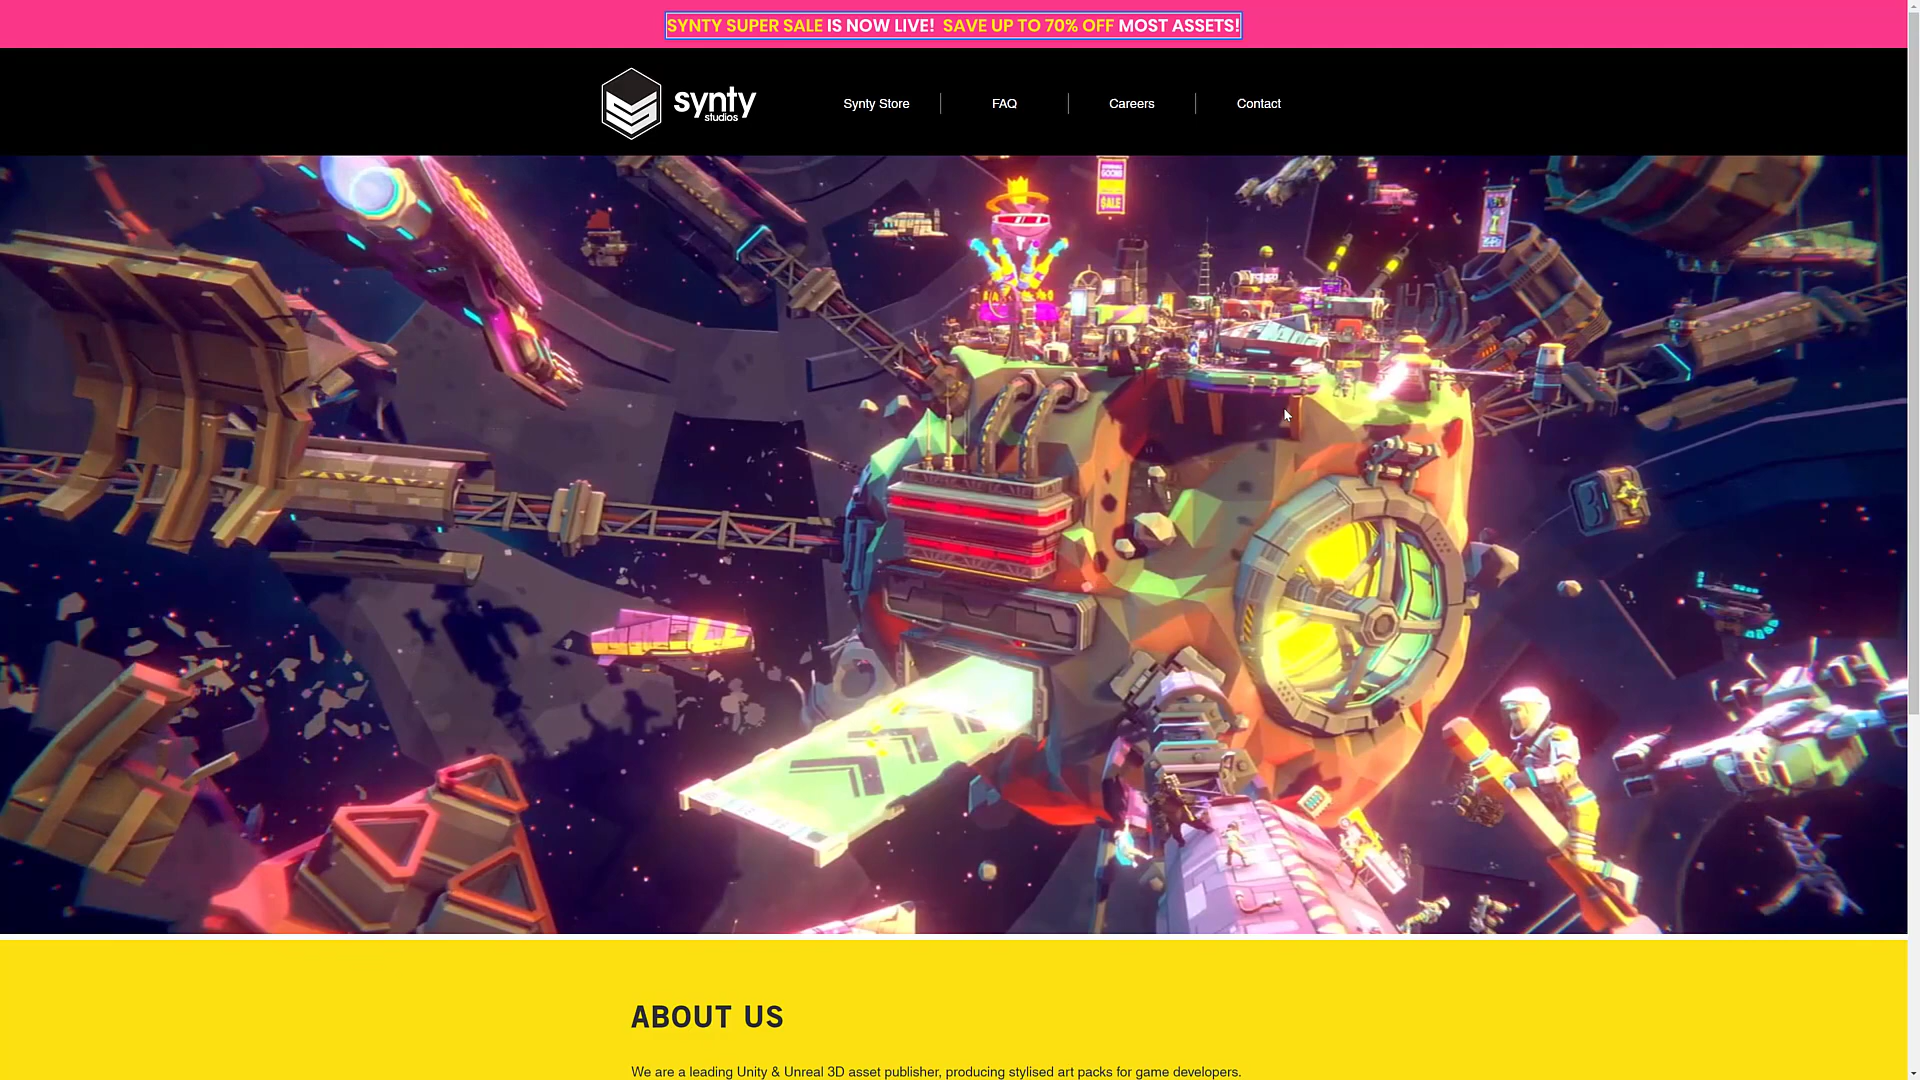 SYNTY SUPER SALE IS NOW LIVE! SAVE UP TO 70% OFF MOST ASSETS!
synty
studios
Synty Store
FAQ
Careers
Contact
SALE
ABOUT US
We are a leading Unity & Unreal 3D asset publisher, producing stylised art packs for game developers.